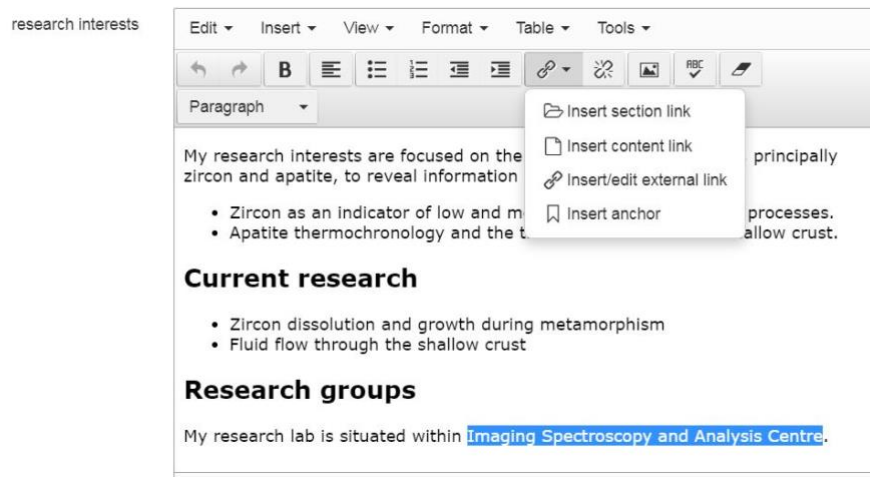 research interests
Edit Insert View Format Table Tools
B ABC
Paragraph
Insert section link
Insert content link
Insert/edit external link
Insert anchor
My research interests are focused on the principally
zircon and apatite, to reveal information
Zircon as an indicator of low and m processes.
Apatite thermochronology and the t allow crust.
Current research
Zircon dissolution and growth during metamorphism
Fluid flow through the shallow crust
Research groups
My research lab is situated within Imaging Spectroscopy and Analysis Centre.